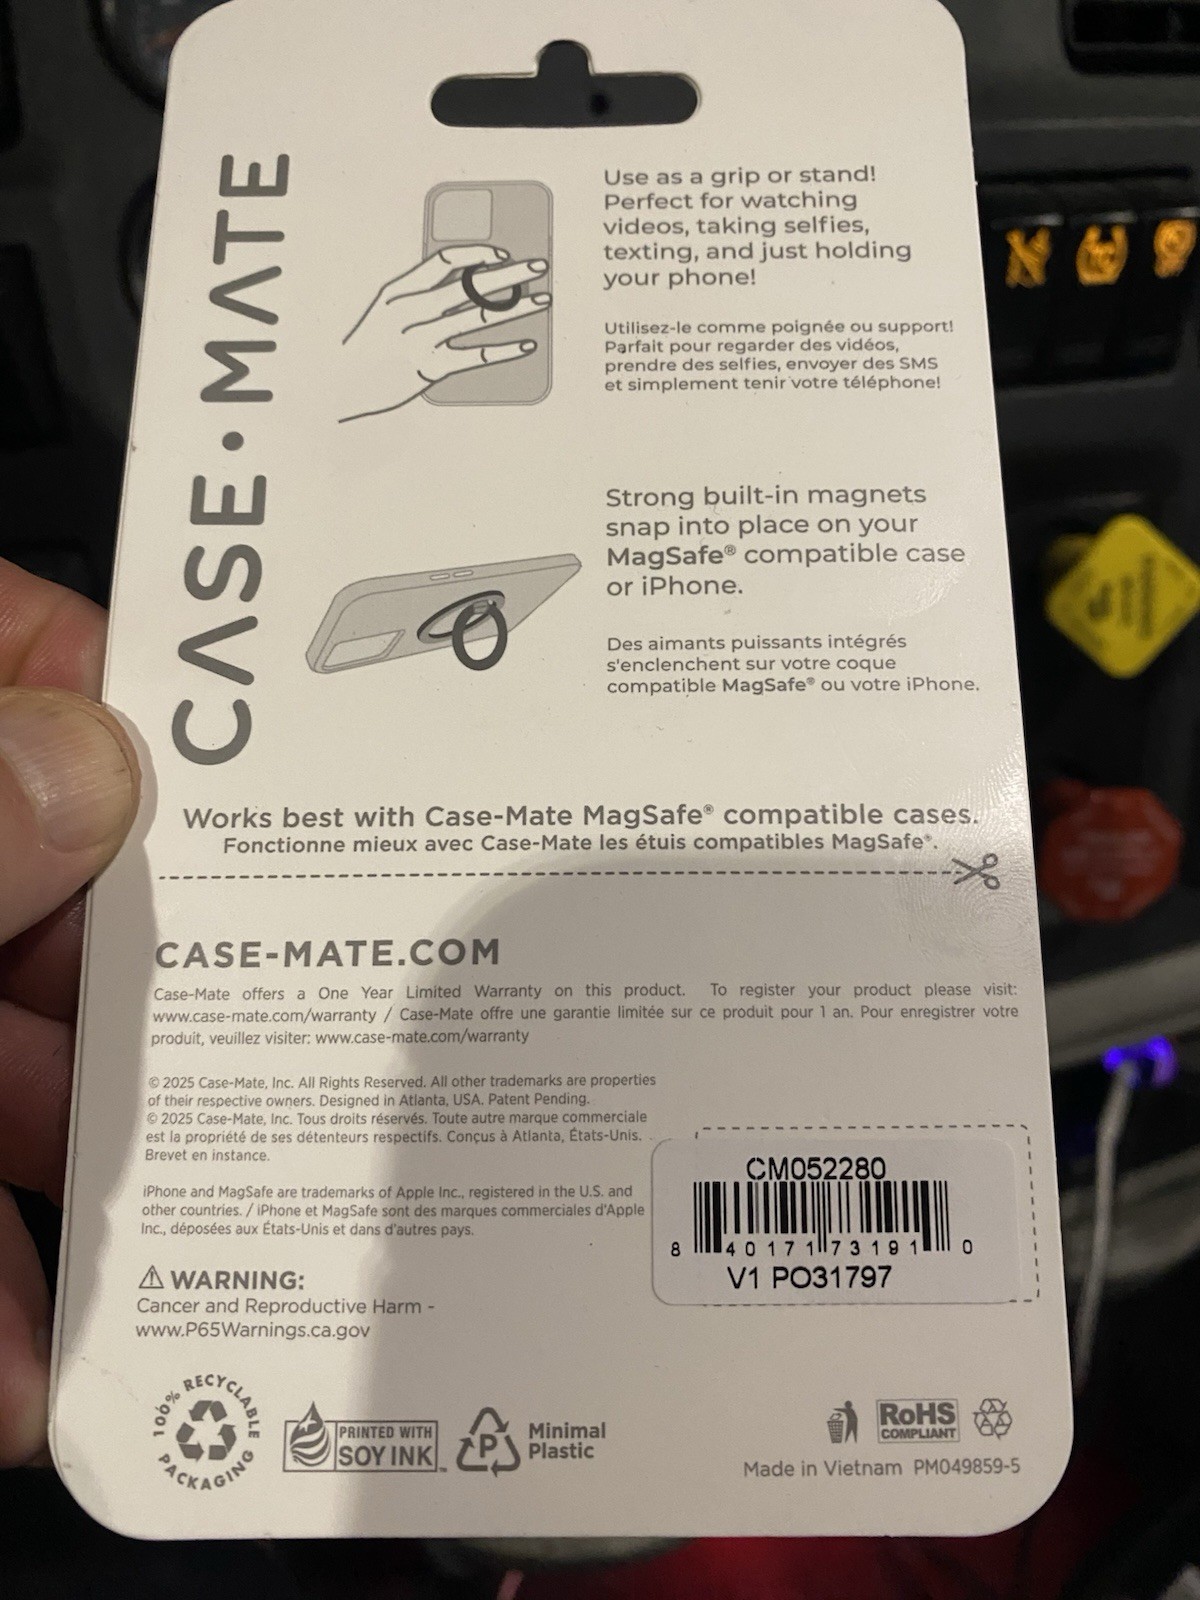 CASE•MATE
Use as a grip or stand!
Perfect for watching
videos, taking selfies,
texting, and just holding
your phone!
Utilisez-le comme poignée ou support!
Parfait pour regarder des vidéos,
prendre des selfies, envoyer des SMS
et simplement tenir votre téléphone!
Strong built-in magnets
snap into place on your
MagSafe® compatible case
or iPhone.
Des aimants puissants intégrés
s'enclenchent sur votre coque
compatible MagSafe® ou votre iPhone.
Works best with Case-Mate MagSafe® compatible cases.
Fonctionne mieux avec Case-Mate les étuis compatibles MagSafe®.
CASE-MATE.COM
Case-Mate offers a One Year Limited Warranty on this product. To register your product please visit:
www.case-mate.com/warranty / Case-Mate offre une garantie limitée sur ce produit pour 1 an. Pour enregistrer votre
produit, veuillez visiter: www.case-mate.com/warranty
© 2025 Case-Mate, Inc. All Rights Reserved. All other trademarks are properties
of their respective owners. Designed in Atlanta, USA. Patent Pending.
© 2025 Case-Mate, Inc. Tous droits réservés. Toute autre marque commerciale
est la propriété de ses détenteurs respectifs. Conçus à Atlanta, États-Unis.
Brevet en instance.
iPhone and MagSafe are trademarks of Apple Inc., registered in the U.S. and
other countries. / iPhone et MagSafe sont des marques commerciales d'Apple
Inc., déposées aux États-Unis et dans d'autres pays.
⚠ WARNING:
Cancer and Reproductive Harm -
www.P65Warnings.ca.gov
CM052280
8 40171 73191 0
V1 PO31797
100% RECYCLABLE PACKAGING
PRINTED WITH
SOY INK™
P
Minimal
Plastic
RoHS
COMPLIANT
Made in Vietnam PM049859-5